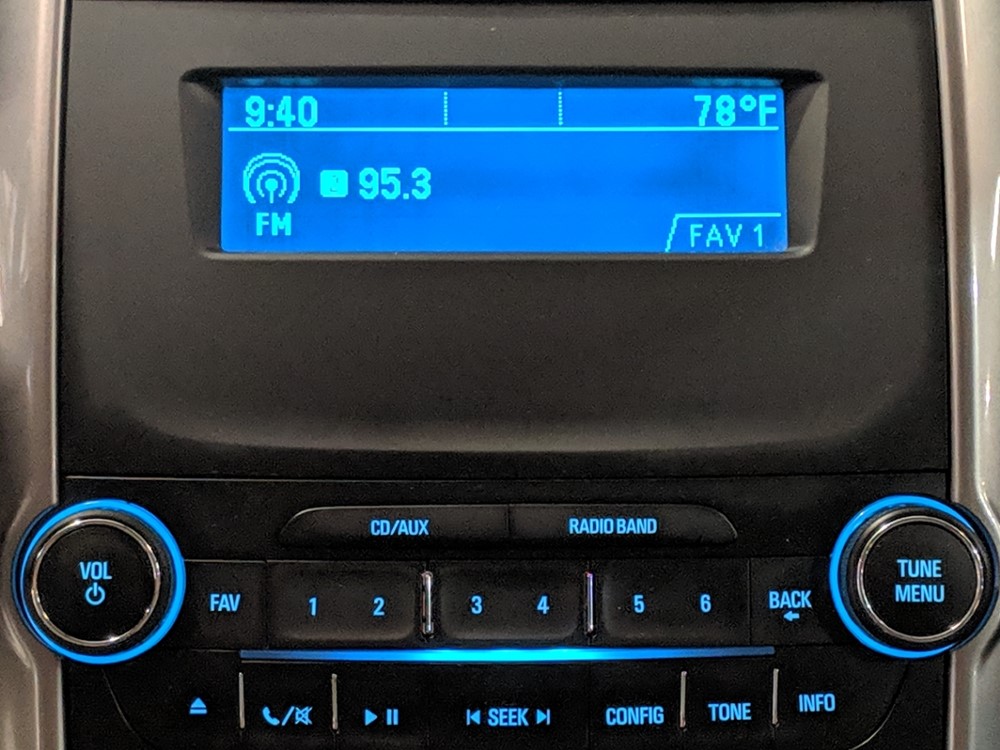 9:40 78°F
95.3
FM
FAV 1
CD/AUX RADIO BAND
VOL
TUNE
MENU
FAV 1 2 3 4 5 6 BACK
SEEK CONFIG TONE INFO